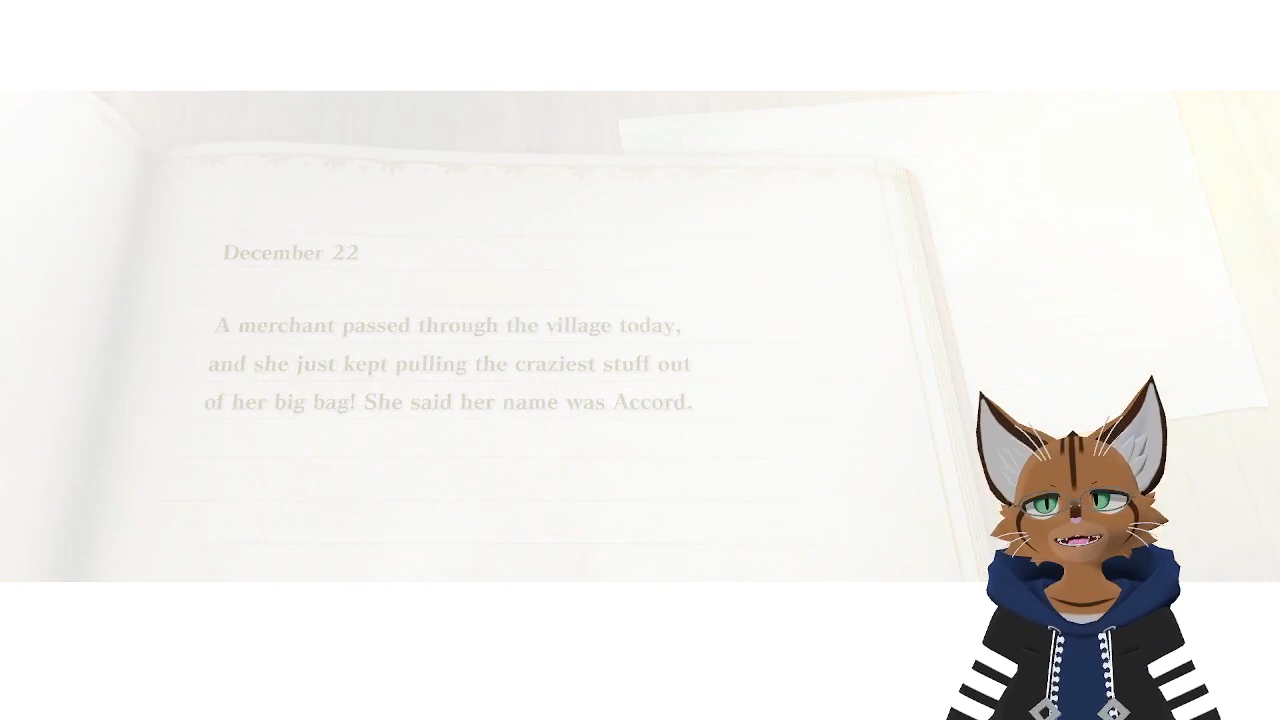 December 22
A merchant passed through the village today,
and she just kept pulling the craziest stuff out
of her big bag! She said her name was Accord.